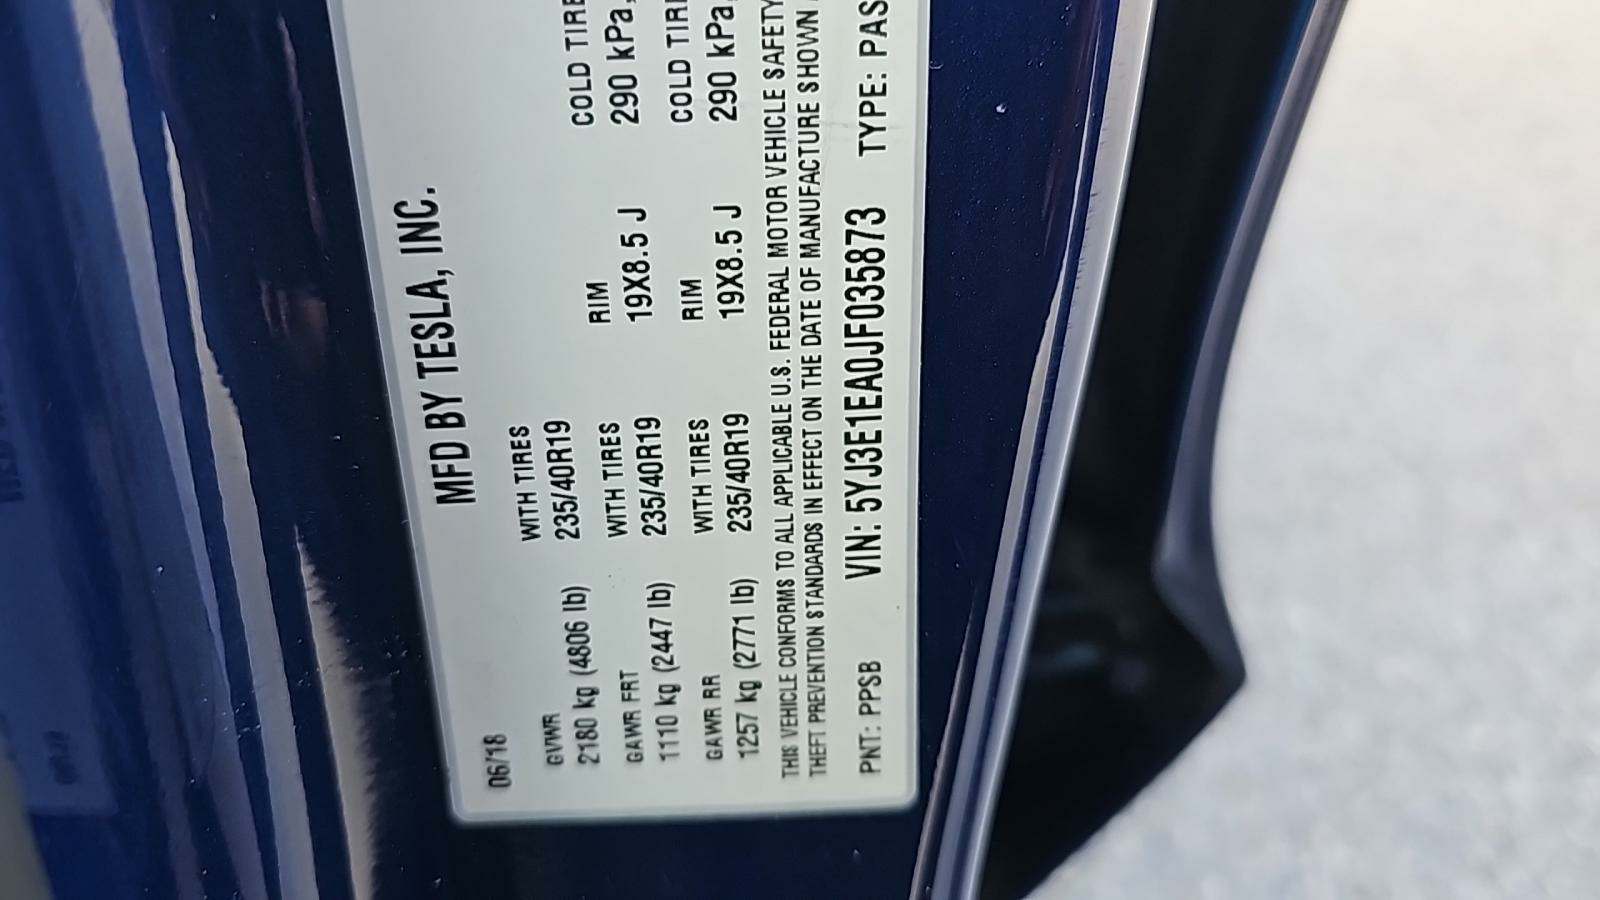 MFD BY TESLA, INC.
06/18
GVWR WITH TIRES RIM COLD TIRE
2180 kg (4806 lb) 235/40R19 19X8.5 J 290 kPa,
GAWR FRT WITH TIRES RIM COLD TIRE
1110 kg (2447 lb) 235/40R19 19X8.5 J 290 kPa,
GAWR RR WITH TIRES
1257 kg (2771 lb) 235/40R19
THIS VEHICLE CONFORMS TO ALL APPLICABLE U.S. FEDERAL MOTOR VEHICLE SAFETY
THEFT PREVENTION STANDARDS IN EFFECT ON THE DATE OF MANUFACTURE SHOWN
PNT: PPSB VIN: 5YJ3E1EA0JF035873 TYPE: PAS